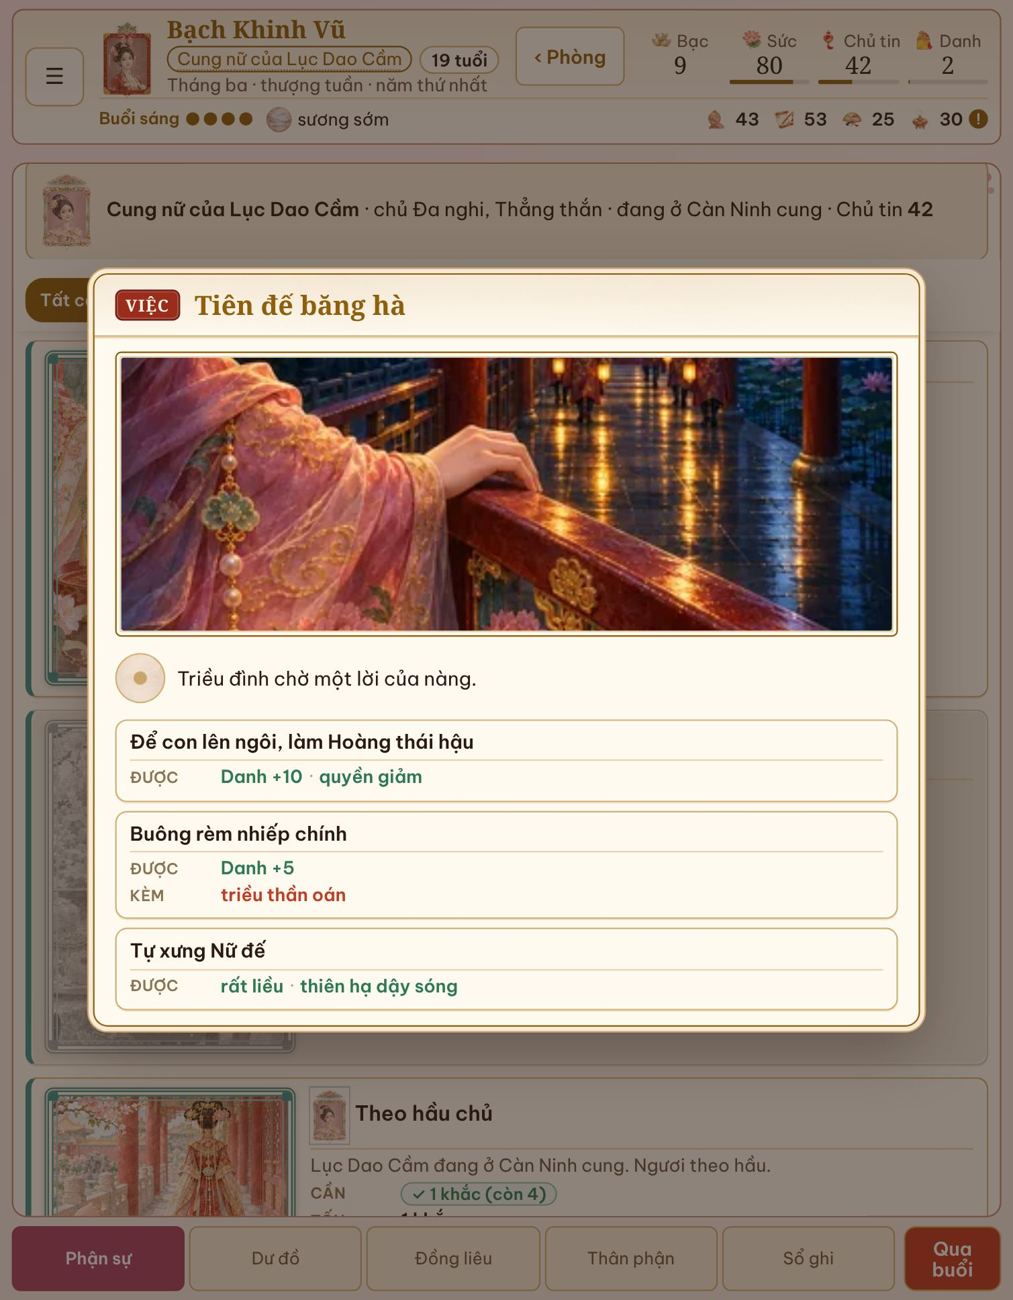 Bạch Khinh Vũ
Cung nữ của Lục Dao Cầm
19 tuổi
Tháng ba · thượng tuần · năm thứ nhất
‹ Phòng
Bạc
9
Sức
80
Chủ tin
42
Danh
2
Buổi sáng
sương sớm
43
53
25
30 !
Cung nữ của Lục Dao Cầm · chủ Đa nghi, Thẳng thắn · đang ở Càn Ninh cung · Chủ tin 42
Tất
VIỆC
Tiên đế băng hà
Triều đình chờ một lời của nàng.
Để con lên ngôi, làm Hoàng thái hậu
ĐƯỢC Danh +10 · quyền giảm
Buông rèm nhiếp chính
ĐƯỢC Danh +5
KÈM triều thần oán
Tự xưng Nữ đế
ĐƯỢC rất liều · thiên hạ dậy sóng
Theo hầu chủ
Lục Dao Cầm đang ở Càn Ninh cung. Ngươi theo hầu.
CẦN ✓ 1 khắc (còn 4)
Phận sự
Dư đồ
Đồng liêu
Thân phận
Sổ ghi
Qua
buổi